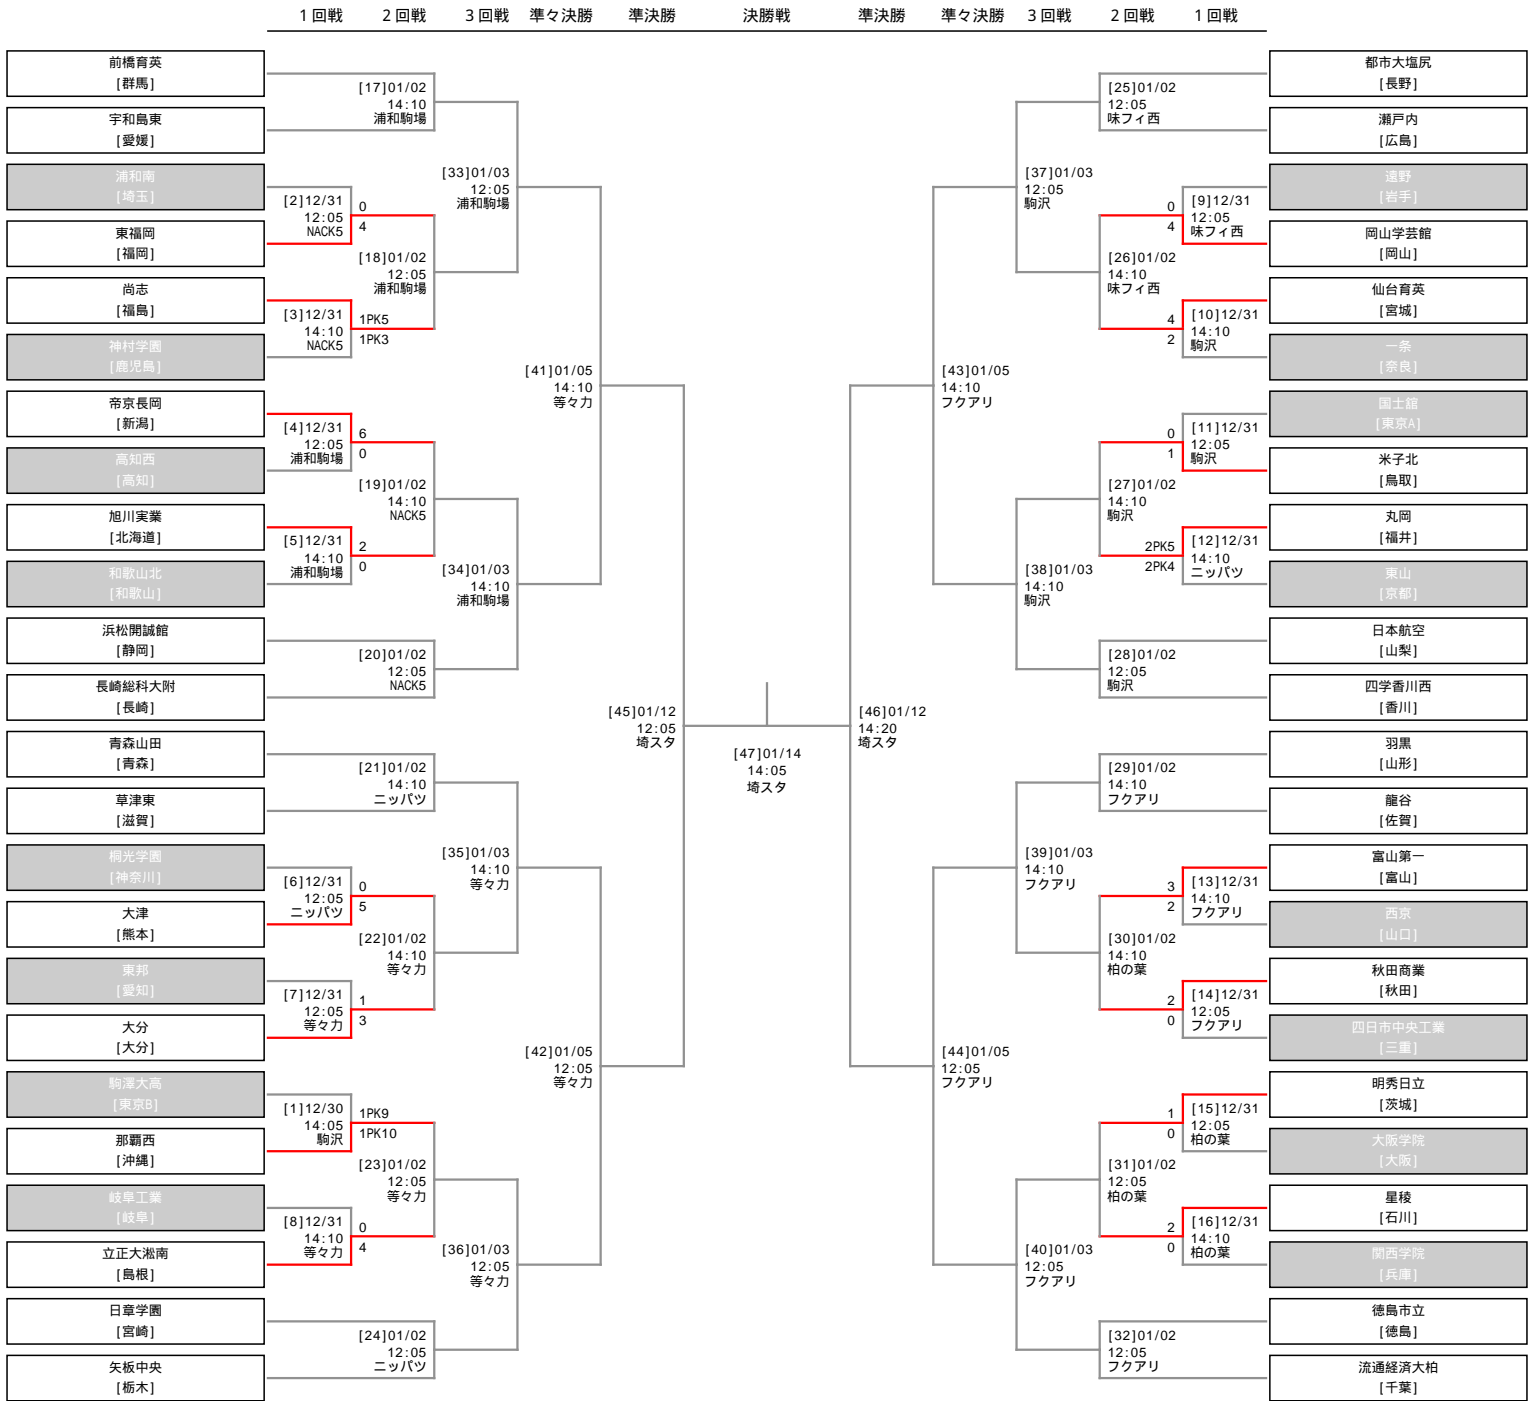 1回戦 2回戦 3回戦 準々決勝 準決勝 決勝戦 準決勝 準々決勝 3回戦 2回戦 1回戦
前橋育英
[群馬]
宇和島東
[愛媛]
浦和南
[埼玉]
東福岡
[福岡]
尚志
[福島]
神村学園
[鹿児島]
帝京長岡
[新潟]
高知西
[高知]
旭川実業
[北海道]
和歌山北
[和歌山]
浜松開誠館
[静岡]
長崎総科大附
[長崎]
青森山田
[青森]
草津東
[滋賀]
桐光学園
[神奈川]
大津
[熊本]
東邦
[愛知]
大分
[大分]
駒澤大高
[東京B]
那覇西
[沖縄]
岐阜工業
[岐阜]
立正大淞南
[島根]
日章学園
[宮崎]
矢板中央
[栃木]
[2]12/31
12:05
NACK5
0
4
[3]12/31
14:10
NACK5
1PK5
1PK3
[4]12/31
12:05
浦和駒場
6
0
[5]12/31
14:10
浦和駒場
2
0
[6]12/31
12:05
ニッパツ
0
5
[7]12/31
12:05
等々力
1
3
[1]12/30
14:05
駒沢
1PK9
1PK10
[8]12/31
14:10
等々力
0
4
[17]01/02
14:10
浦和駒場
[18]01/02
12:05
浦和駒場
[19]01/02
14:10
NACK5
[20]01/02
12:05
NACK5
[21]01/02
14:10
ニッパツ
[22]01/02
14:10
等々力
[23]01/02
12:05
等々力
[24]01/02
12:05
ニッパツ
[33]01/03
12:05
浦和駒場
[34]01/03
14:10
浦和駒場
[35]01/03
14:10
等々力
[36]01/03
12:05
等々力
[41]01/05
14:10
等々力
[42]01/05
12:05
等々力
[45]01/12
12:05
埼スタ
[47]01/14
14:05
埼スタ
[46]01/12
14:20
埼スタ
[43]01/05
14:10
フクアリ
[44]01/05
12:05
フクアリ
[37]01/03
12:05
駒沢
[38]01/03
14:10
駒沢
[39]01/03
14:10
フクアリ
[40]01/03
12:05
フクアリ
[25]01/02
12:05
味フィ西
[26]01/02
14:10
味フィ西
[27]01/02
14:10
駒沢
[28]01/02
12:05
駒沢
[29]01/02
14:10
フクアリ
[30]01/02
14:10
柏の葉
[31]01/02
12:05
柏の葉
[32]01/02
12:05
フクアリ
0
4
[9]12/31
12:05
味フィ西
4
2
[10]12/31
14:10
駒沢
0
1
[11]12/31
12:05
駒沢
2PK5
2PK4
[12]12/31
14:10
ニッパツ
3
2
[13]12/31
14:10
フクアリ
2
0
[14]12/31
12:05
フクアリ
1
0
[15]12/31
12:05
柏の葉
2
0
[16]12/31
14:10
柏の葉
都市大塩尻
[長野]
瀬戸内
[広島]
遠野
[岩手]
岡山学芸館
[岡山]
仙台育英
[宮城]
一条
[奈良]
国士舘
[東京A]
米子北
[鳥取]
丸岡
[福井]
東山
[京都]
日本航空
[山梨]
四学香川西
[香川]
羽黒
[山形]
龍谷
[佐賀]
富山第一
[富山]
西京
[山口]
秋田商業
[秋田]
四日市中央工業
[三重]
明秀日立
[茨城]
大阪学院
[大阪]
星稜
[石川]
関西学院
[兵庫]
徳島市立
[徳島]
流通経済大柏
[千葉]